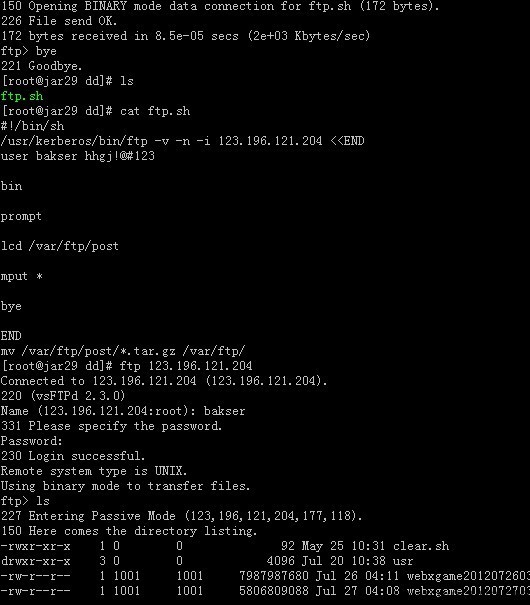 150 Opening BINARY mode data connection for ftp.sh (172 bytes).
226 File send OK.
172 bytes received in 8.5e-05 secs (2e+03 Kbytes/sec)
ftp> bye
221 Goodbye.
[root@jar29 dd]# ls
ftp.sh
[root@jar29 dd]# cat ftp.sh
#!/bin/sh
/usr/kerberos/bin/ftp -v -n -i 123.196.121.204 <<END
user bakser hhgj!@#123
bin
prompt
lcd /var/ftp/post
mput *
bye
END
mv /var/ftp/post/*.tar.gz /var/ftp/
[root@jar29 dd]# ftp 123.196.121.204
Connected to 123.196.121.204 (123.196.121.204).
220 (vsFTPd 2.3.0)
Name (123.196.121.204:root): bakser
331 Please specify the password.
Password:
230 Login successful.
Remote system type is UNIX.
Using binary mode to transfer files.
ftp> ls
227 Entering Passive Mode (123,196,121,204,177,118).
150 Here comes the directory listing.
-rwxr-xr-x 1 0 0 92 May 25 10:31 clear.sh
drwxr-xr-x 3 0 0 4096 Jul 20 10:38 usr
-rw-r--r-- 1 1001 1001 7987987680 Jul 26 04:11 webxgame2012072603
-rw-r--r-- 1 1001 1001 5806809088 Jul 27 04:08 webxgame2012072703